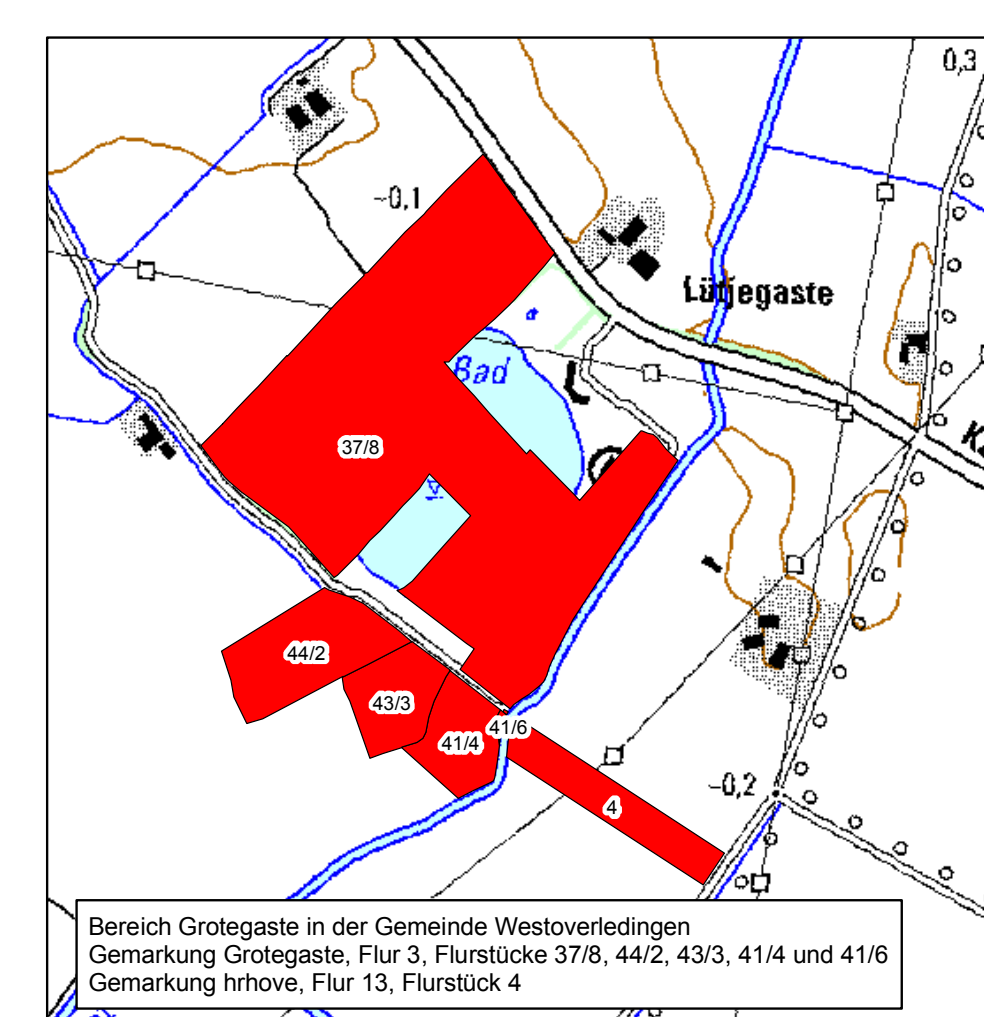 0,3
-0,1
Lütjegaste
Bad
37/8
44/2
43/3
41/6
41/4
-0,2
4
Bereich Grotegaste in der Gemeinde Westoverledingen
Gemarkung Grotegaste, Flur 3, Flurstücke 37/8, 44/2, 43/3, 41/4 und 41/6
Gemarkung hrhove, Flur 13, Flurstück 4